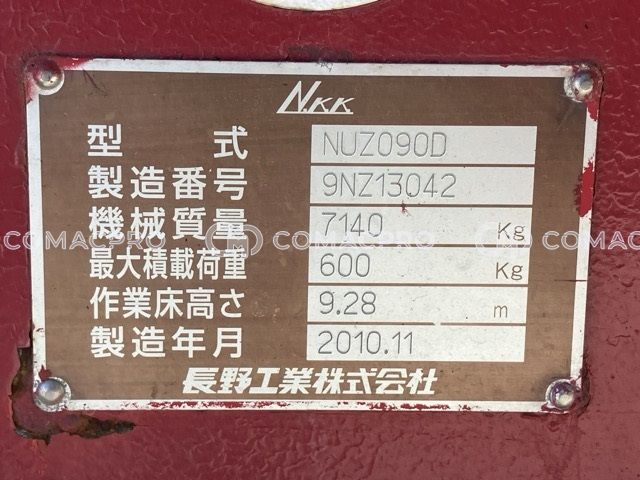 NKK
型式 NUZ090D
製造番号 9NZ13042
機械質量 7140 Kg
COMACPRO COMACPRO COMAC
最大積載荷重 600 Kg
作業床高さ 9.28 m
製造年月 2010.11
長野工業株式会社